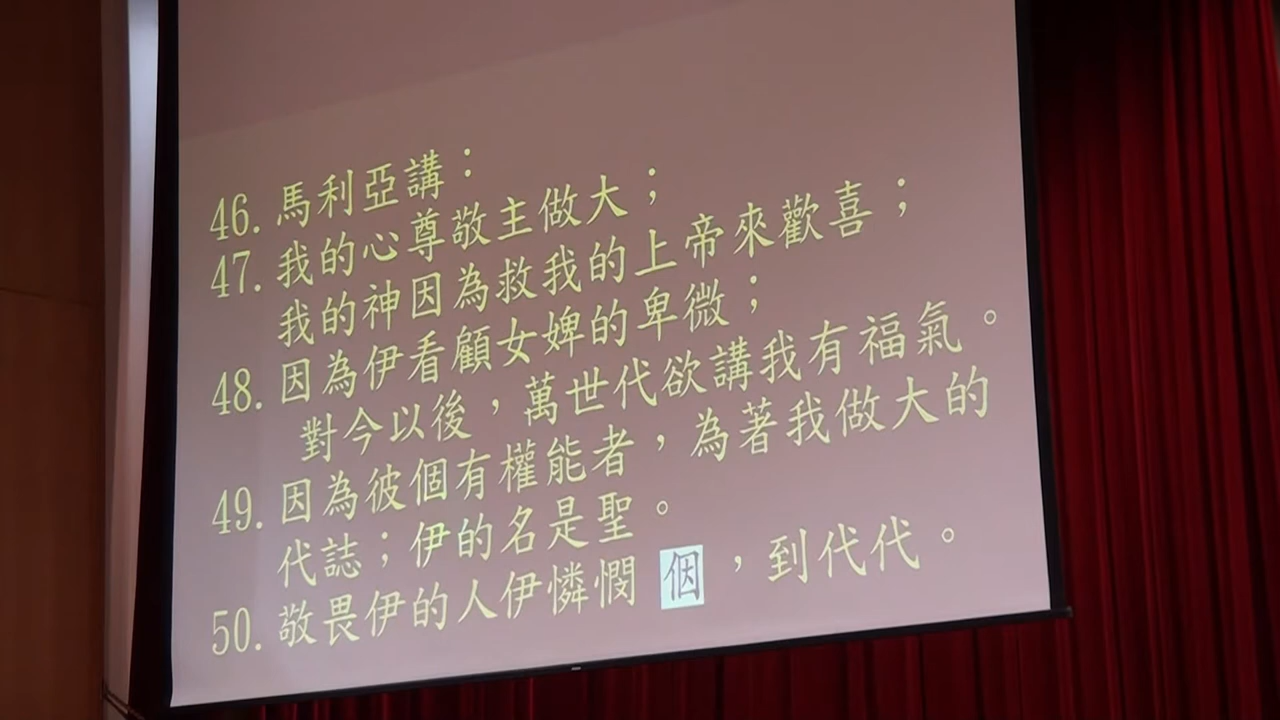 46. 馬利亞講：
47. 我的心尊敬主做大；
我的神因為救我的上帝來歡喜；
48. 因為伊看顧女婢的卑微；
對今以後，萬世代欲講我有福氣。
49. 因為彼個有權能者，為著我做大的
代誌；伊的名是聖。
50. 敬畏伊的人伊憐憫 𪜶，到代代。